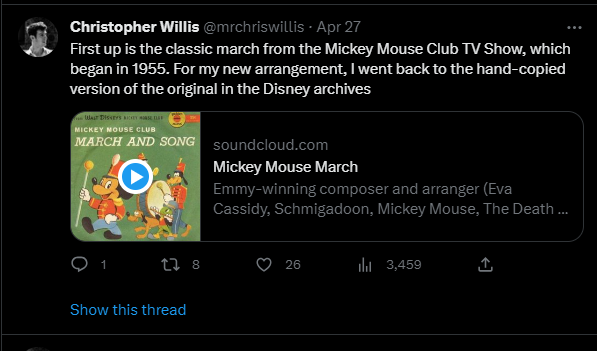 Christopher Willis @mrchriswillis · Apr 27
First up is the classic march from the Mickey Mouse Club TV Show, which
began in 1955. For my new arrangement, I went back to the hand-copied
version of the original in the Disney archives
Walt Disney's
MICKEY MOUSE CLUB
MARCH AND SONG
soundcloud.com
Mickey Mouse March
Emmy-winning composer and arranger (Eva
Cassidy, Schmigadoon, Mickey Mouse, The Death ...
1 8 26 3,459
Show this thread